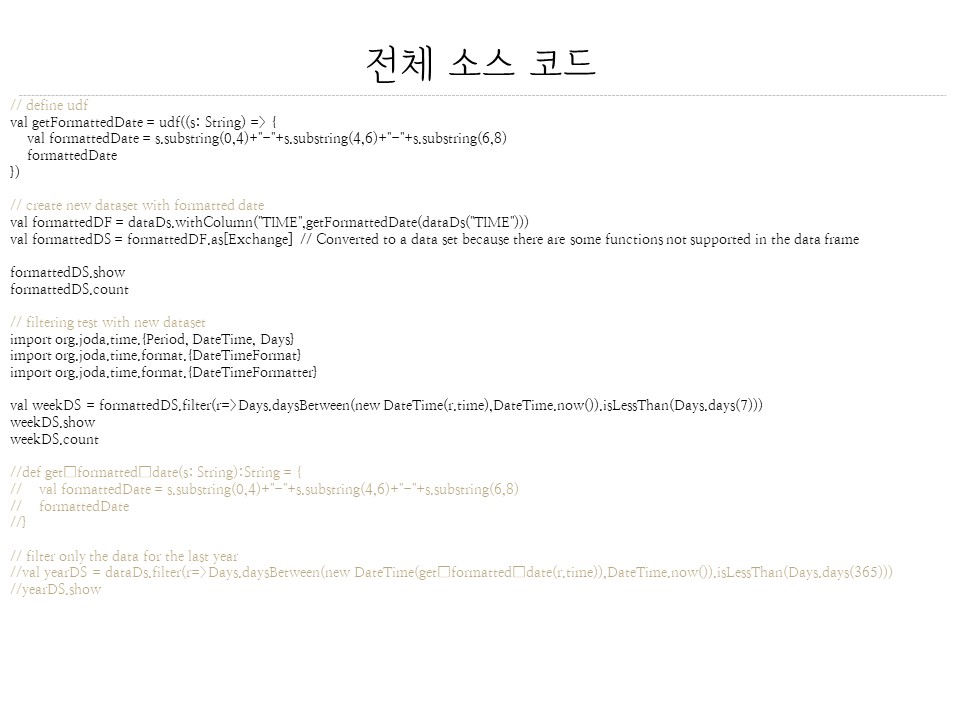 전체 소스 코드
// define udf
val getFormattedDate = udf((s: String) => {
val formattedDate = s.substring(0,4)+"-"+s.substring(4,6)+"-"+s.substring(6,8)
formattedDate
})
// create new dataset with formatted date
val formattedDF = dataDs.withColumn("TIME",getFormattedDate(dataDs("TIME")))
val formattedDS = formattedDF.as[Exchange] // Converted to a data set because there are some functions not supported in the data frame
formattedDS.show
formattedDS.count
// filtering test with new dataset
import org.joda.time.{Period, DateTime, Days}
import org.joda.time.format.{DateTimeFormat}
import org.joda.time.format.{DateTimeFormatter}
val weekDS = formattedDS.filter(r=>Days.daysBetween(new DateTime(r.time),DateTime.now()).isLessThan(Days.days(7)))
weekDS.show
weekDS.count
//def get□formatted□date(s: String):String = {
// val formattedDate = s.substring(0,4)+"-"+s.substring(4,6)+"-"+s.substring(6,8)
// formattedDate
//}
// filter only the data for the last year
//val yearDS = dataDs.filter(r=>Days.daysBetween(new DateTime(get□formatted□date(r.time)),DateTime.now()).isLessThan(Days.days(365)))
//yearDS.show